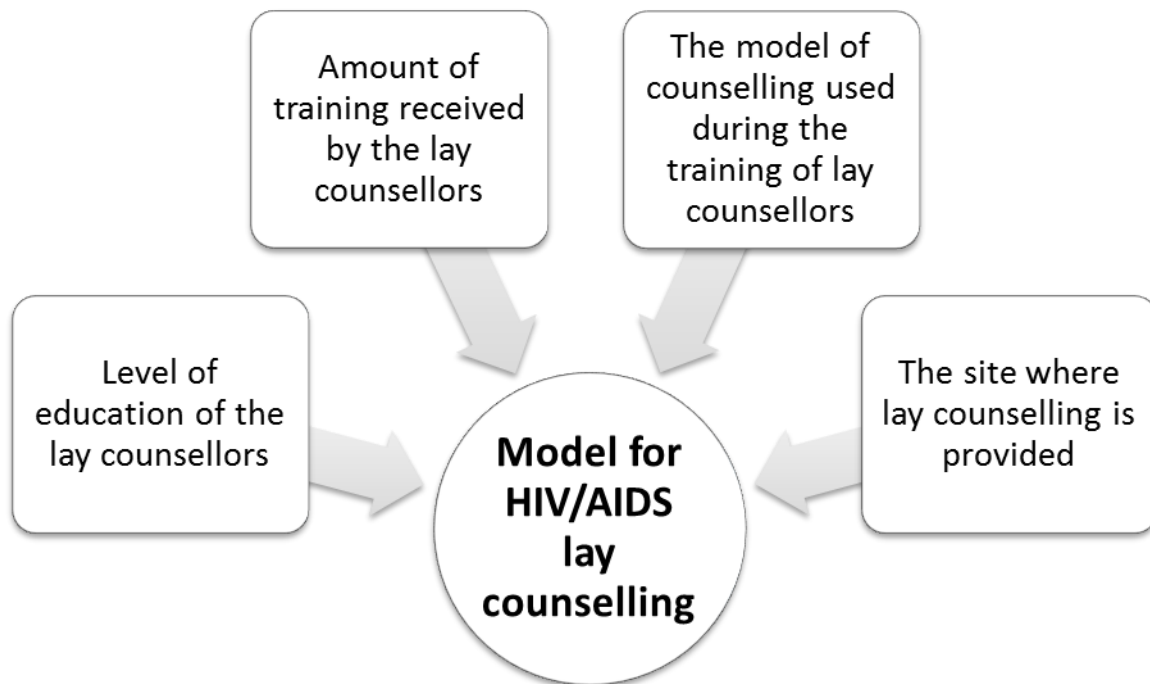 Amount of
training received
by the lay
counsellors
The model of
counselling used
during the
training of lay
counsellors
Level of
education of the
lay counsellors
The site where
lay counselling is
provided
Model for
HIV/AIDS
lay
counselling